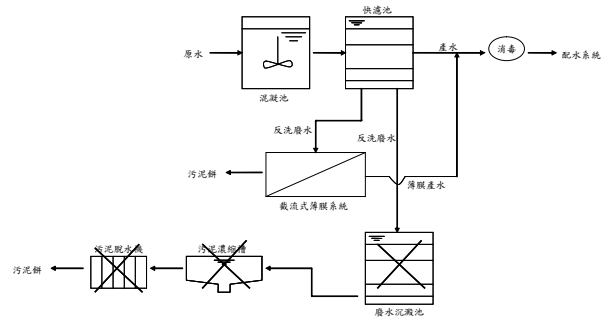 快濾池
原水
產水
消毒
配水系統
混凝池
反洗廢水
反洗廢水
污泥餅
薄膜產水
截流式薄膜系統
污泥脫水機
污泥濃縮槽
污泥餅
廢水沉澱池